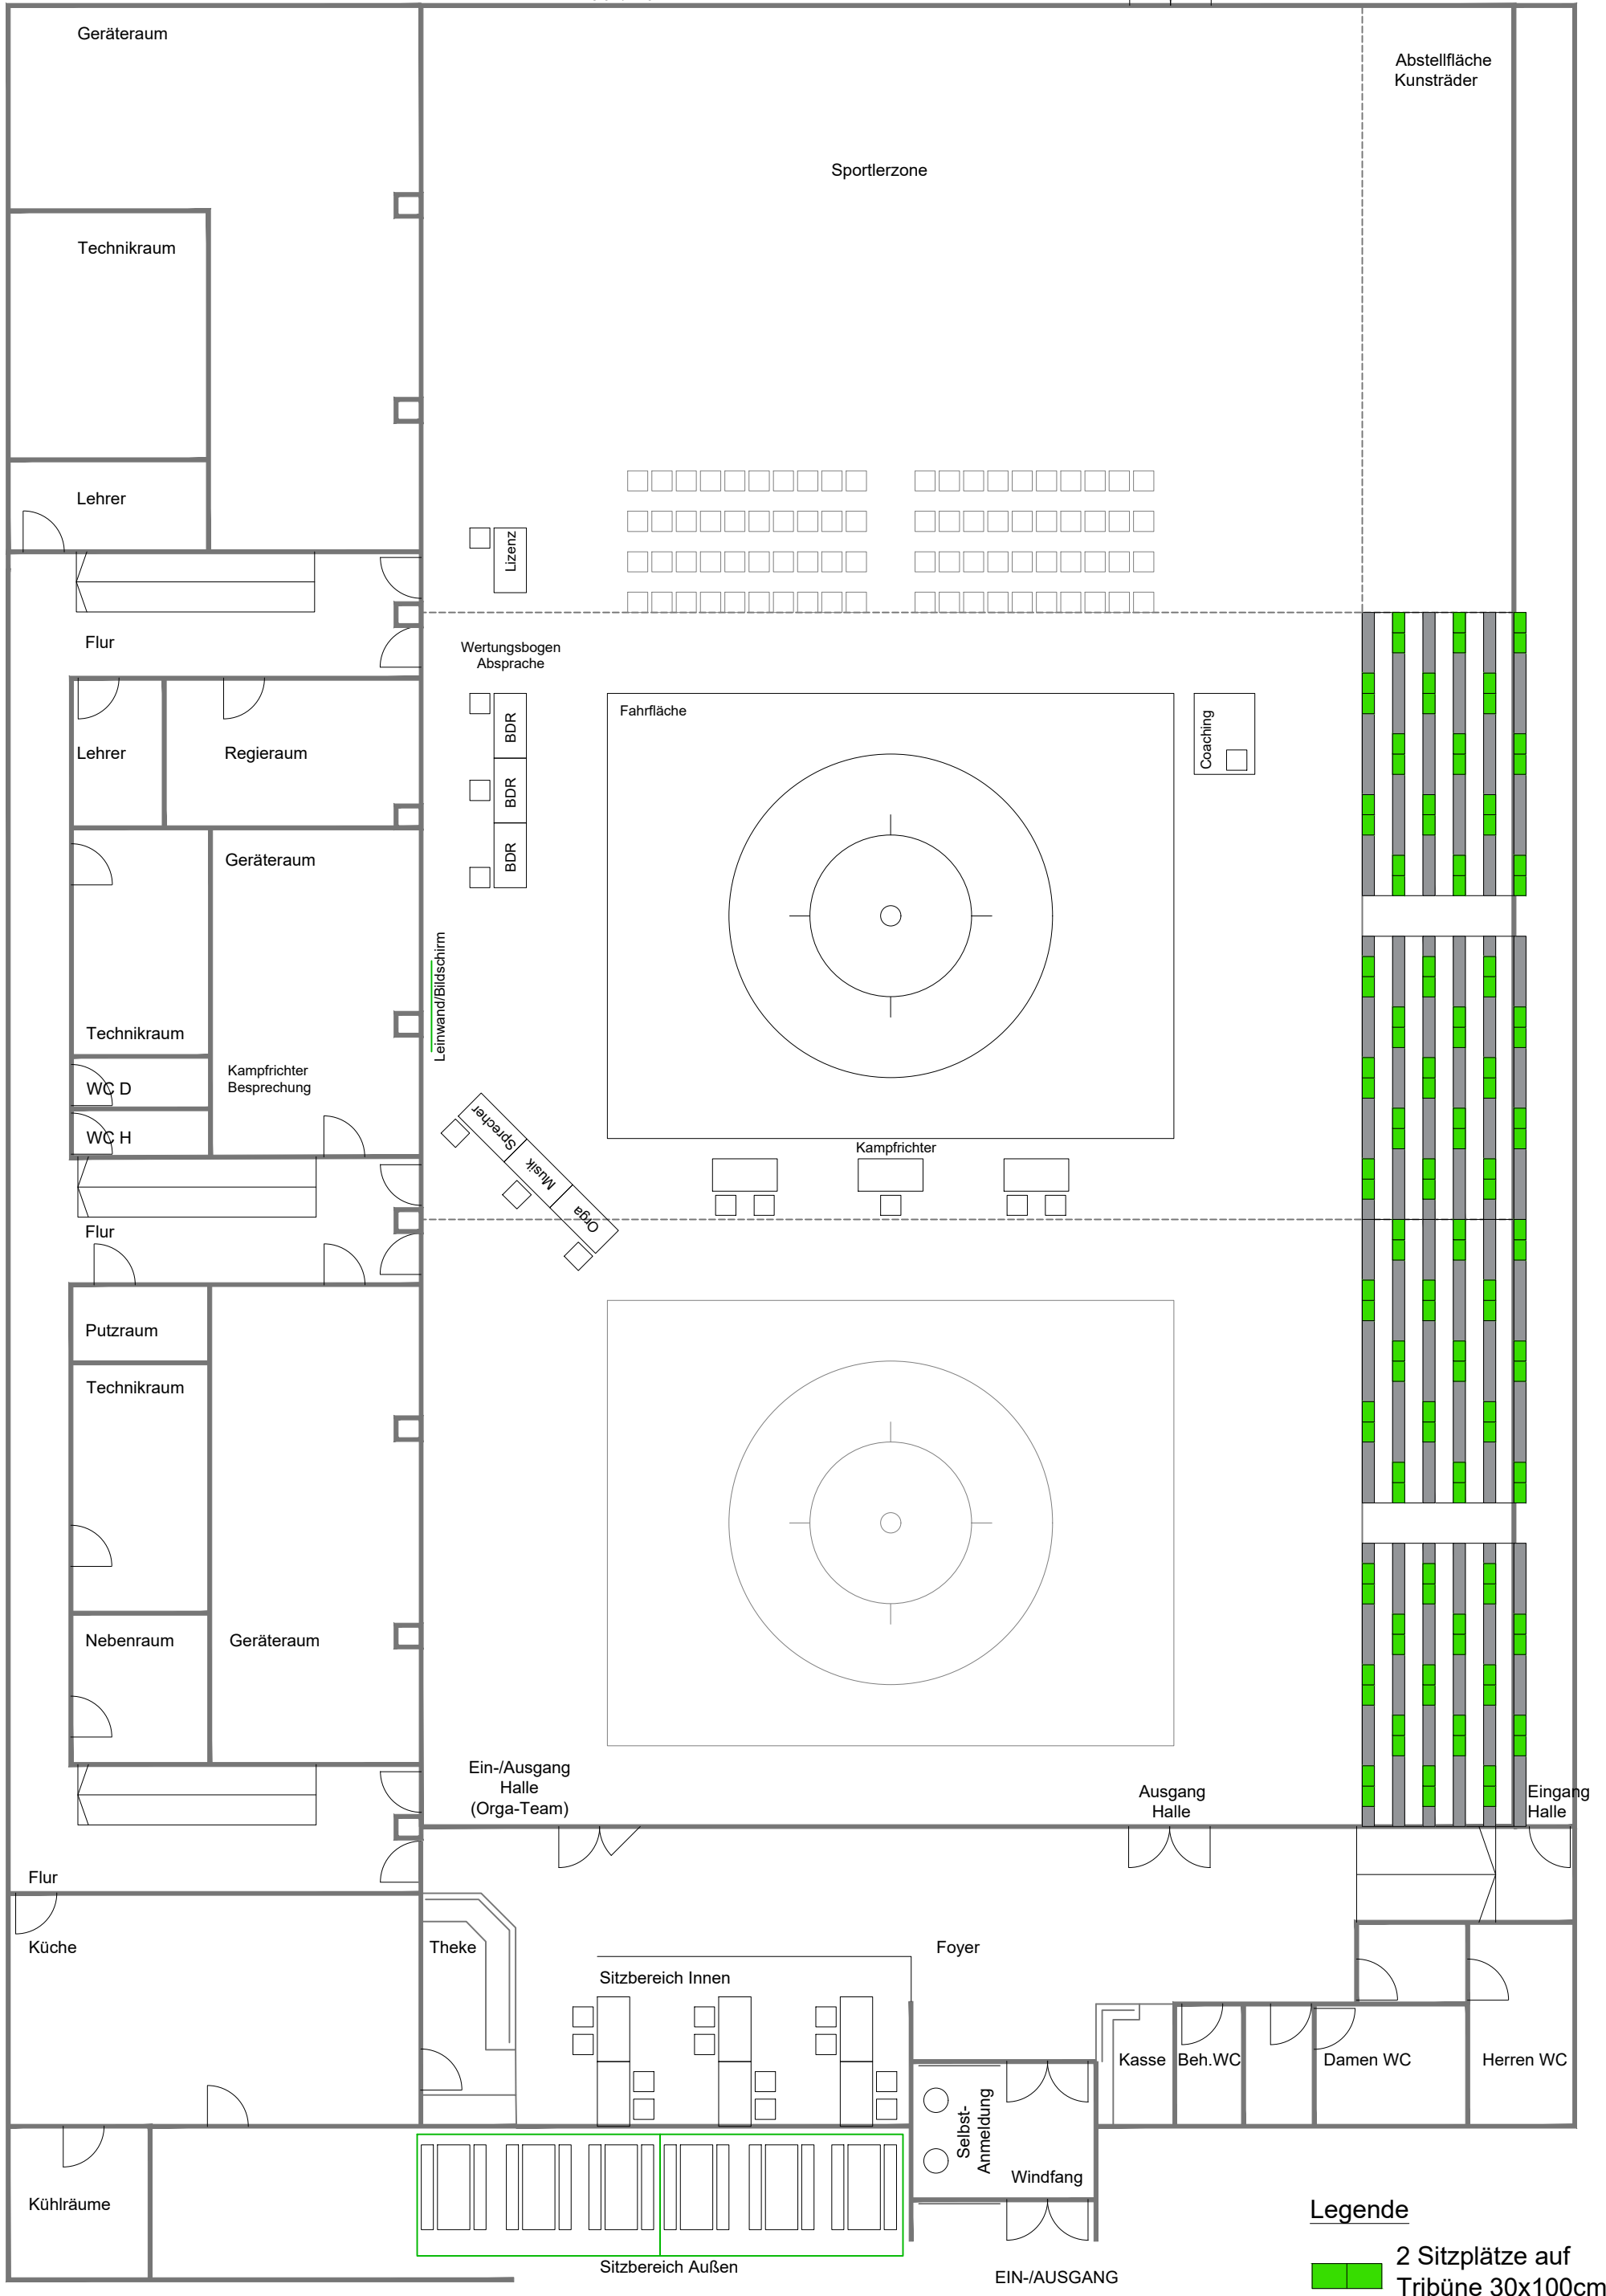 Geräteraum
Abstellfläche
Kunsträder
Sportlerzone
Technikraum
Lehrer
Lizenz
Flur
Wertungsbogen
Absprache
Fahrfläche
BDR
BDR
BDR
Coaching
Lehrer
Regieraum
Geräteraum
Leinwand/Bildschirm
Technikraum
Kampfrichter
Besprechung
WC D
WC H
Sprecher
Musik
Orga
Kampfrichter
Flur
Putzraum
Technikraum
Nebenraum
Geräteraum
Ein-/Ausgang
Halle
(Orga-Team)
Ausgang
Halle
Eingang
Halle
Flur
Küche
Theke
Foyer
Sitzbereich Innen
Kasse
Beh.WC
Damen WC
Herren WC
Selbst-
Anmeldung
Windfang
Kühlräume
Sitzbereich Außen
EIN-/AUSGANG
Legende
2 Sitzplätze auf
Tribüne 30x100cm